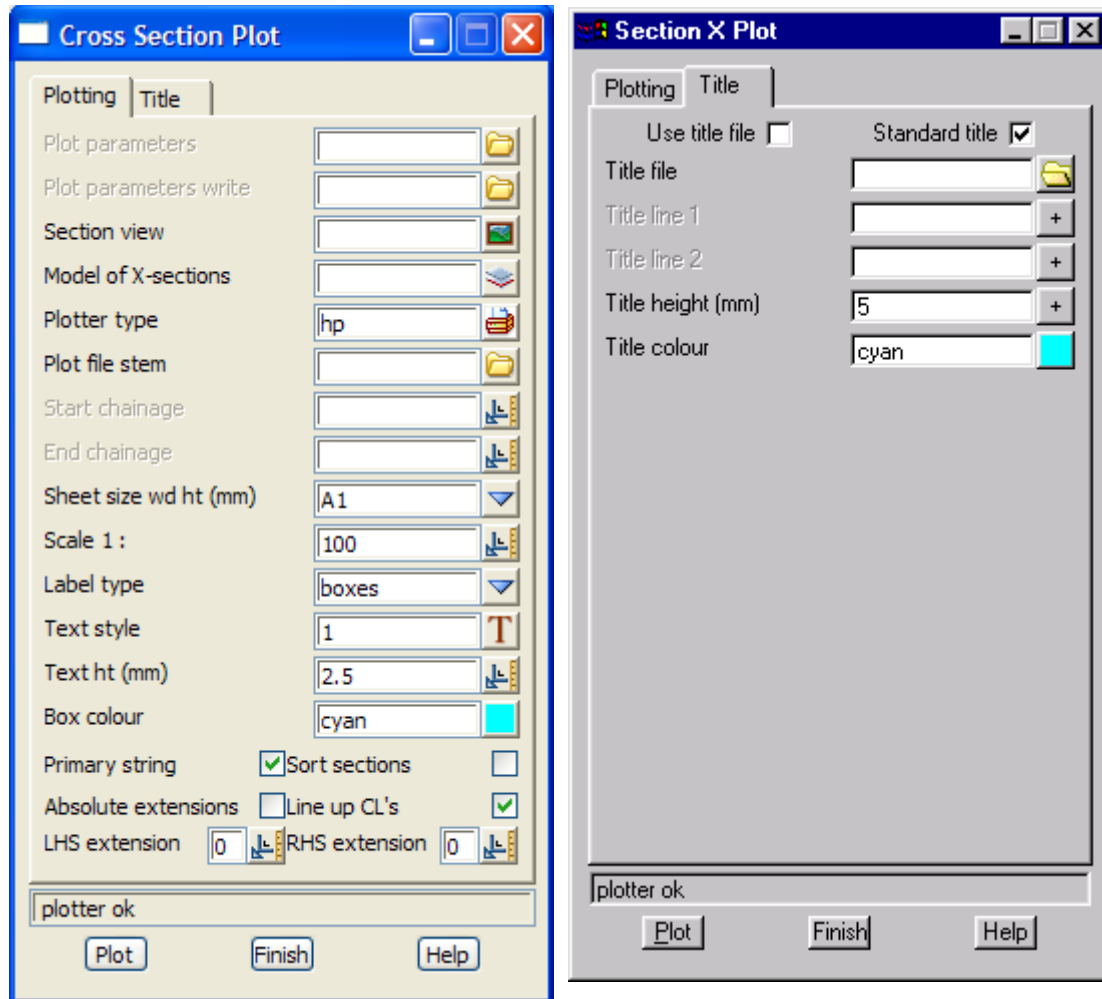 Cross Section Plot
Plotting Title
Plot parameters
Plot parameters write
Section view
Model of X-sections
Plotter type hp
Plot file stem
Start chainage
End chainage
Sheet size wd ht (mm) A1
Scale 1 : 100
Label type boxes
Text style 1 T
Text ht (mm) 2.5
Box colour cyan
Primary string Sort sections
Absolute extensions Line up CL's
LHS extension 0 RHS extension 0
plotter ok
Plot Finish Help
Section X Plot
Plotting Title
Use title file Standard title
Title file
Title line 1 +
Title line 2 +
Title height (mm) 5 +
Title colour cyan
plotter ok
Plot Finish Help